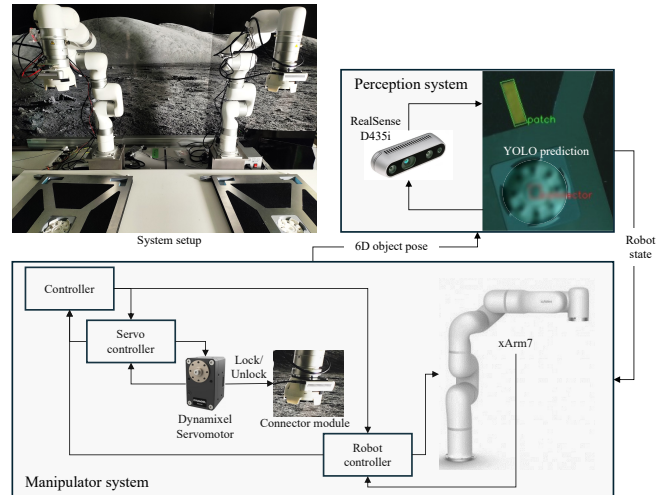 System setup
Perception system
RealSense
D435i
patch
YOLO prediction
6D object pose
Robot
state
Controller
Servo
controller
Lock/
Unlock
Dynamixel
Servomotor
Connector module
xArm7
Robot
controller
Manipulator system